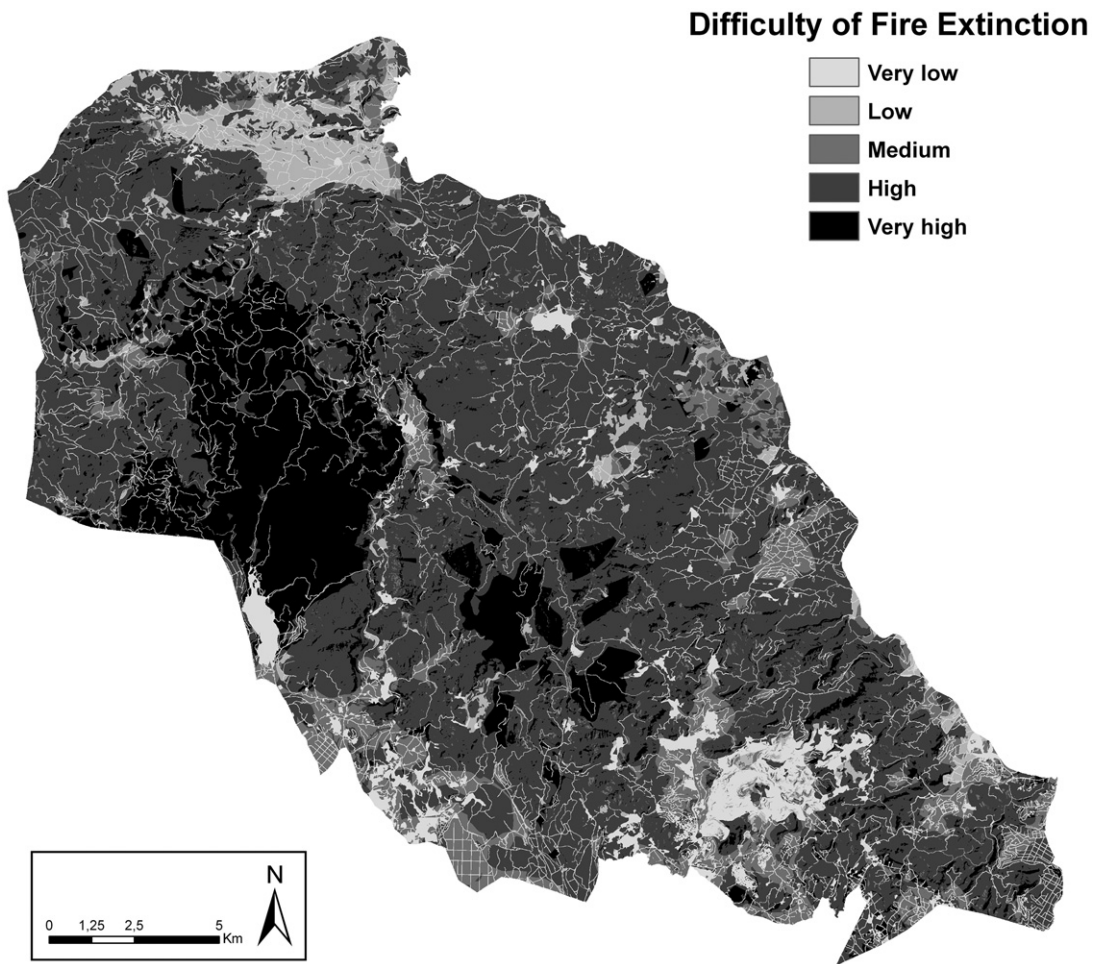 Difficulty of Fire Extinction
Very low
Low
Medium
High
Very high
N
0 1,25 2,5 5
Km